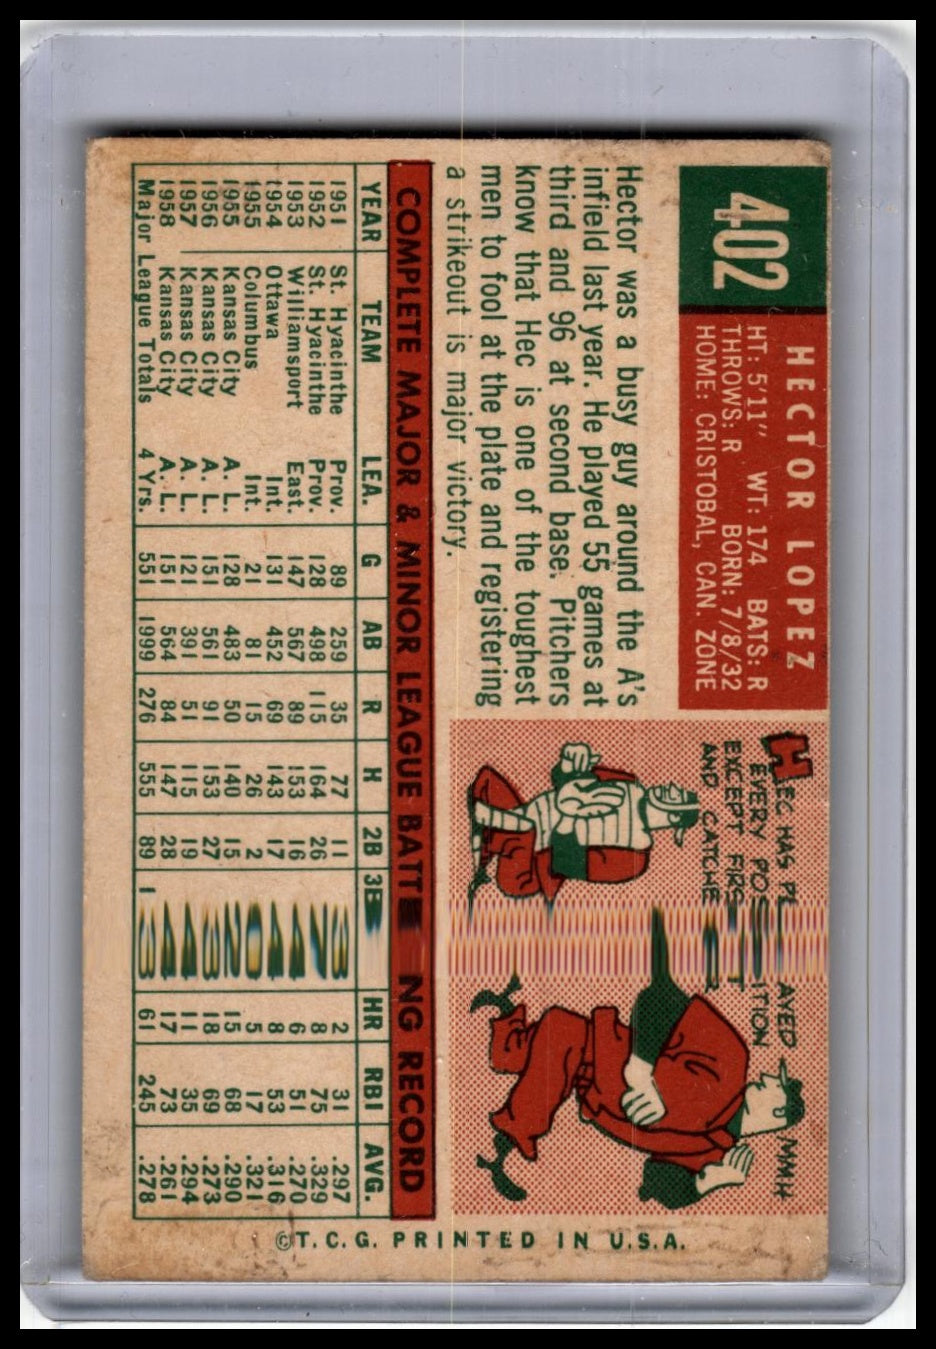 402
HECTOR LOPEZ
HT: 5'11" WT: 174 BATS: R
THROWS: R BORN: 7/8/32
HOME: CRISTOBAL, CAN. ZONE
Hector was a busy guy around the A's
infield last year. He played 55 games at
third and 96 at second base. Pitchers
know that Hec is one of the toughest
men to fool at the plate and registering
a strikeout is major victory.
HEC HAS PLAYED
EVERY POSITION
EXCEPT FIRST
AND CATCHER
MMH
COMPLETE MAJOR & MINOR LEAGUE BATTING RECORD
YEAR TEAM LEA. G AB R H 2B HR RBI AVG.
1951 St. Hyacinthe Prov. 89 259 35 77 11 2 31 .297
1952 St. Hyacinthe Prov. 128 498 115 164 26 8 75 .329
1953 Williamsport East. 147 567 89 153 16 6 51 .270
1954 Ottawa Int. 131 452 69 143 17 8 53 .316
1955 Columbus Int. 21 81 15 26 2 5 17 .321
1955 Kansas City A. L. 128 483 50 140 15 15 68 .290
1956 Kansas City A. L. 151 561 91 153 27 18 69 .273
1957 Kansas City A. L. 121 391 51 115 19 11 35 .294
1958 Kansas City A. L. 151 564 84 147 28 17 73 .261
Major League Totals 4 Yrs. 551 1999 276 555 89 61 245 .278
©T.C.G. PRINTED IN U.S.A.